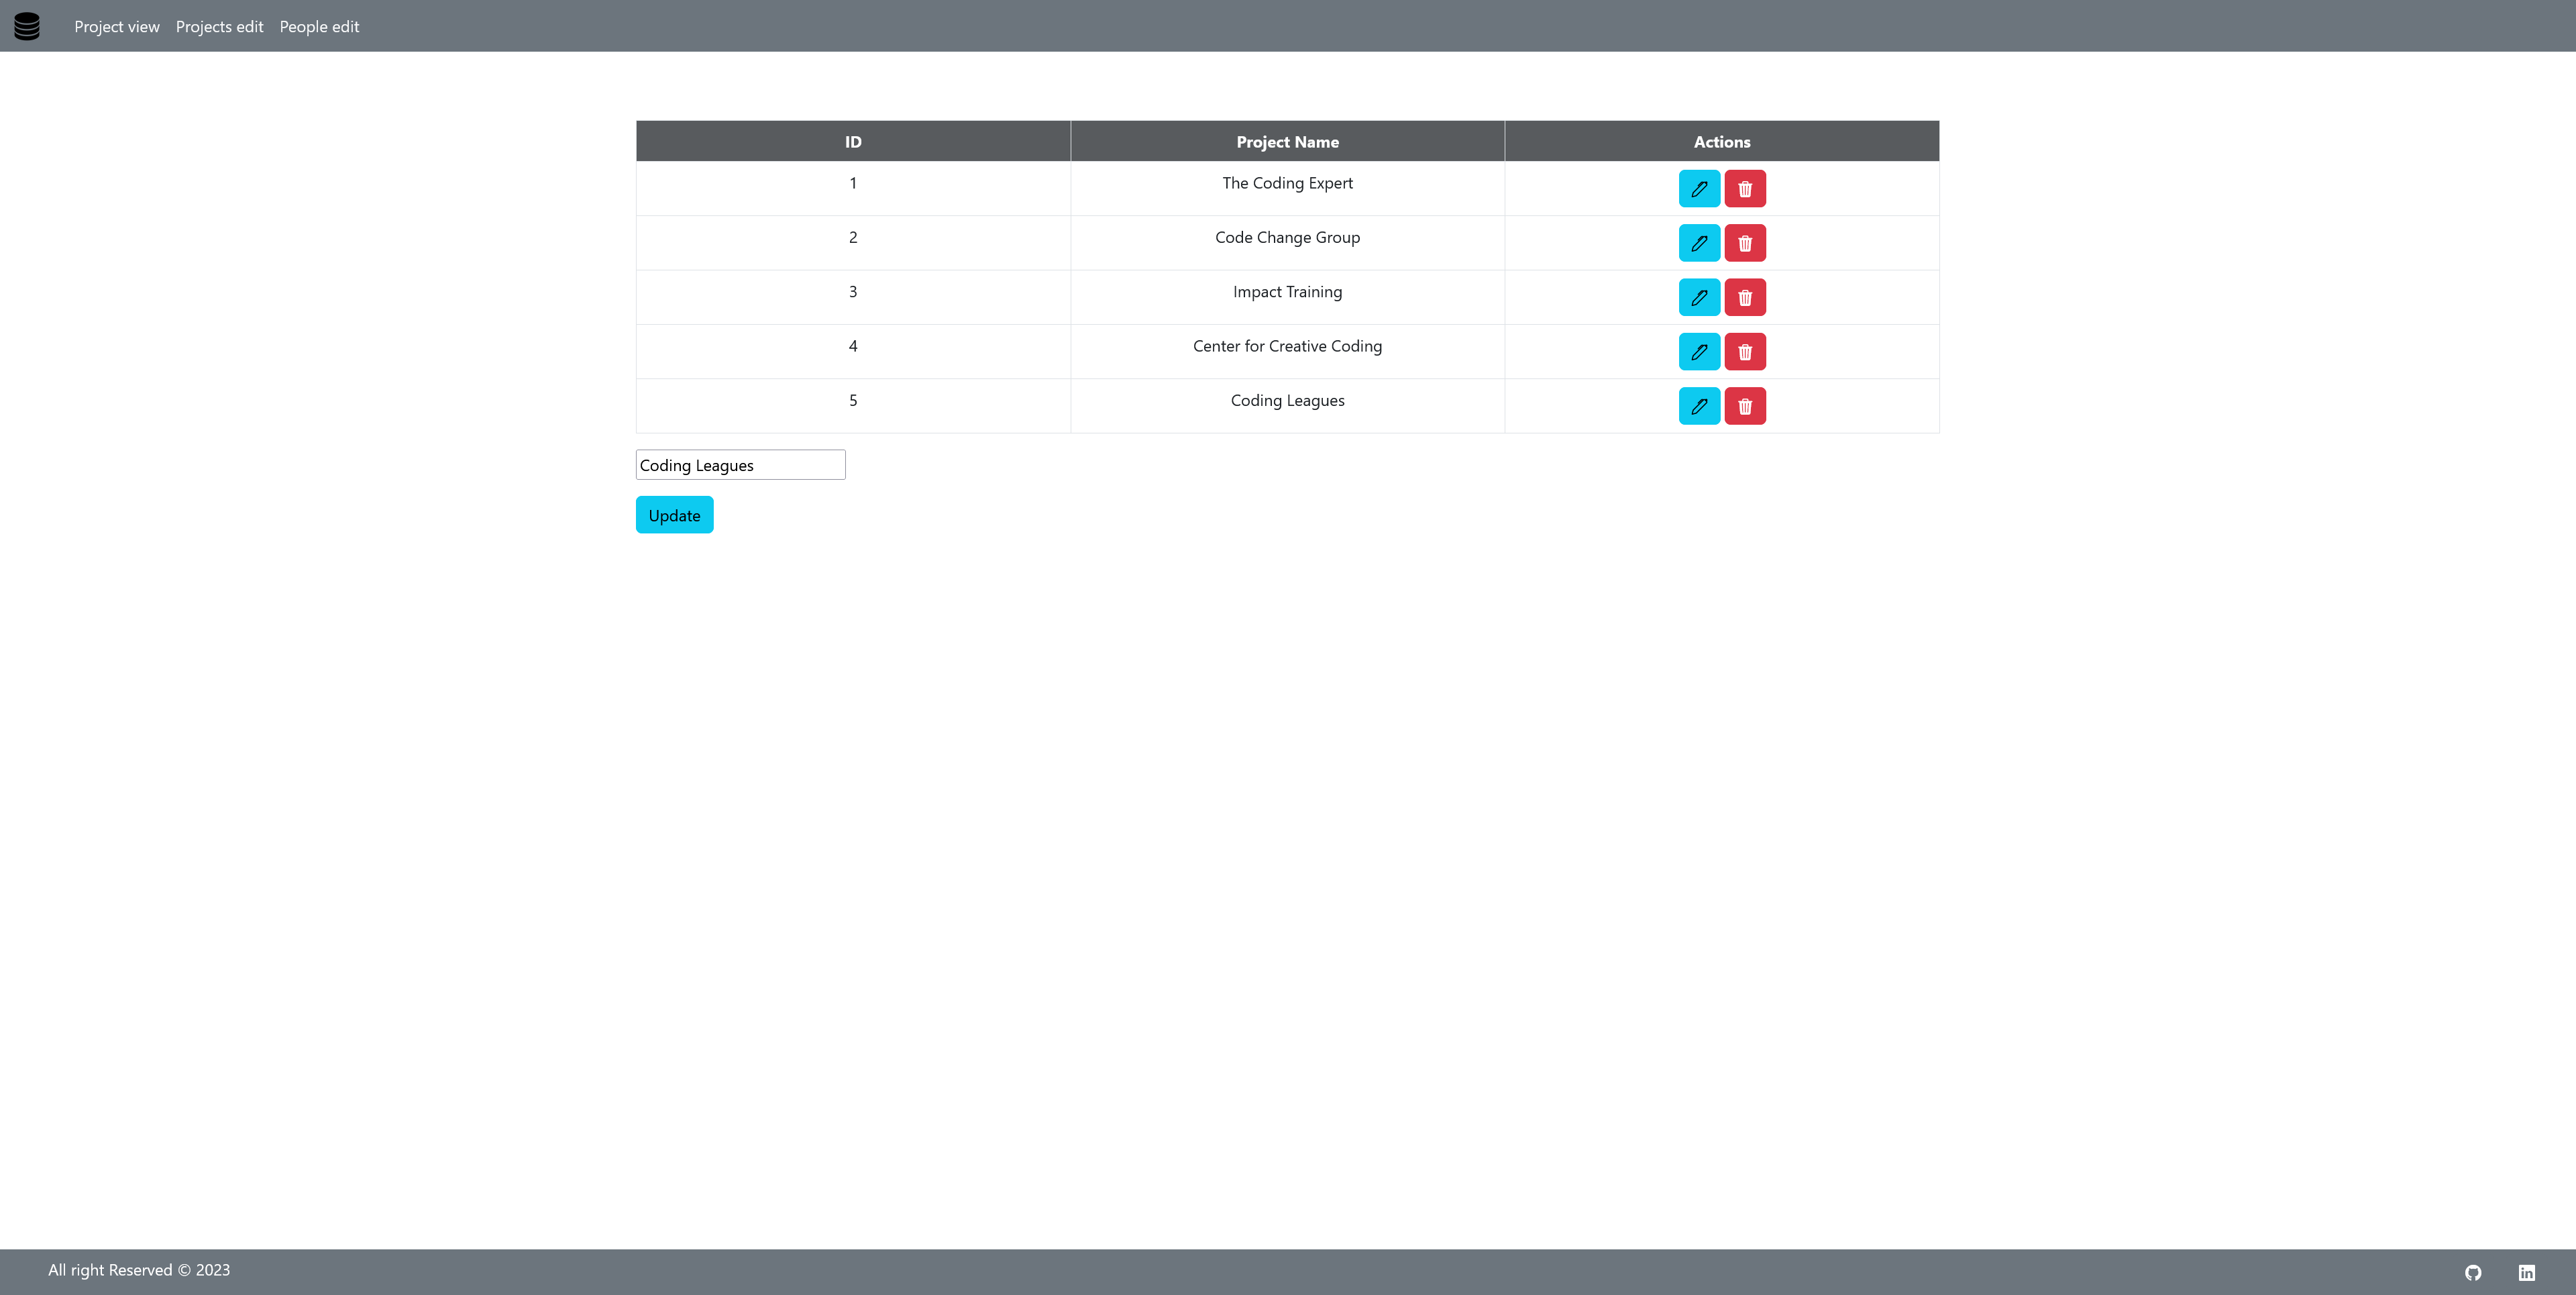 Project view Projects edit People edit
ID Project Name Actions
1 The Coding Expert
2 Code Change Group
3 Impact Training
4 Center for Creative Coding
5 Coding Leagues
Coding Leagues
Update
All right Reserved © 2023